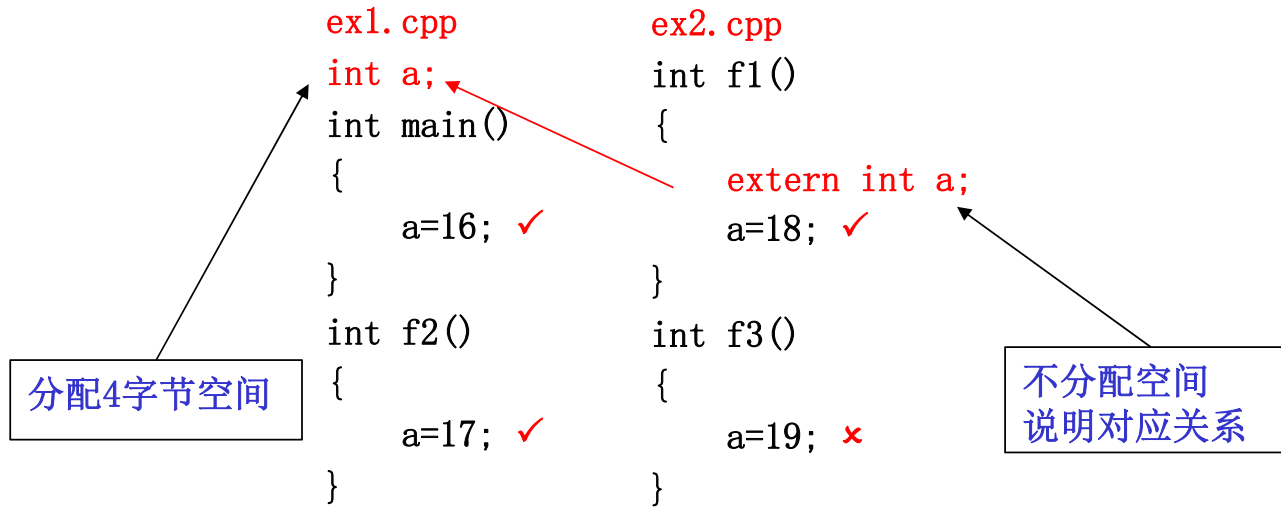 ex1.cpp
int a;
int main()
{
a=16; ✓
}
int f2()
{
a=17; ✓
}
ex2.cpp
int f1()
{
extern int a;
a=18; ✓
}
int f3()
{
a=19; ×
}
分配4字节空间
不分配空间
说明对应关系